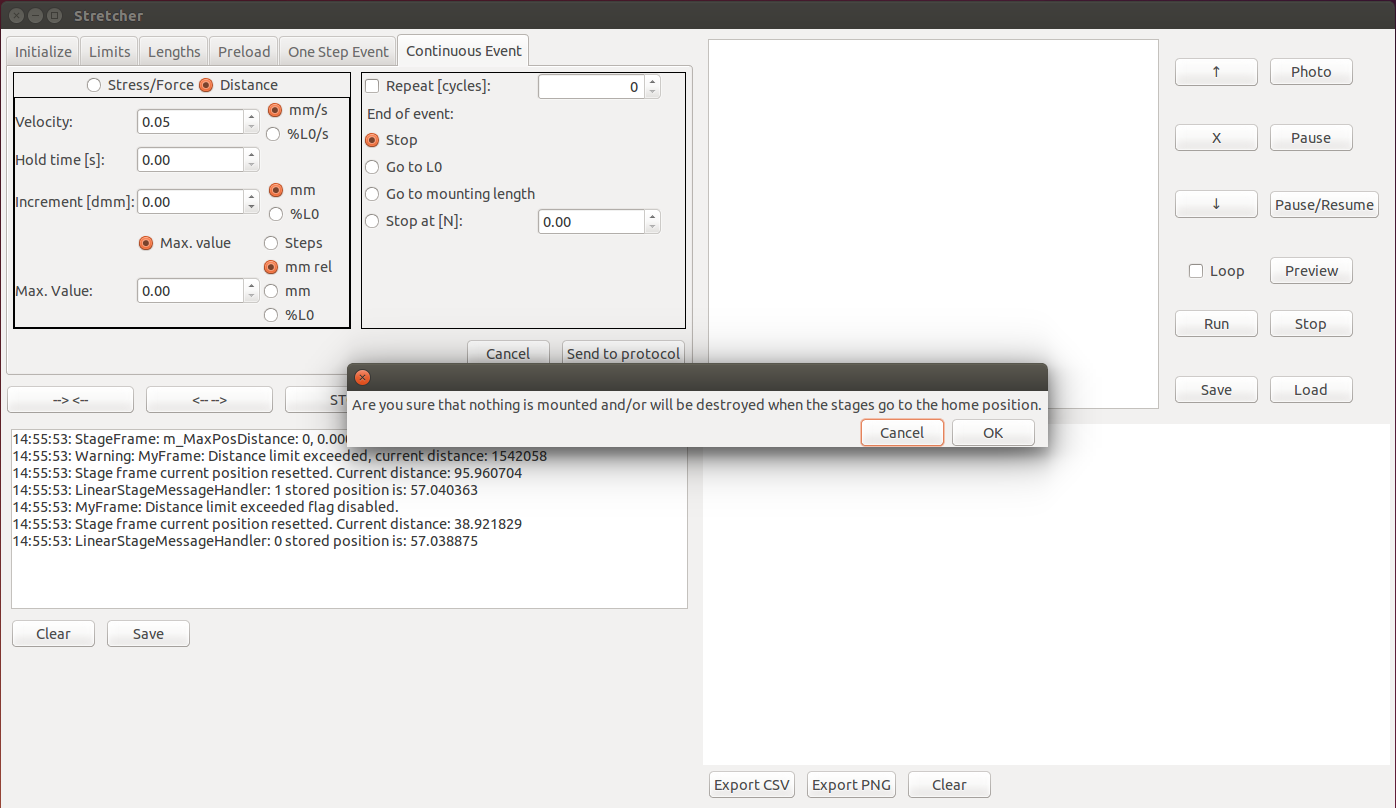 Stretcher
Initialize Limits Lengths Preload One Step Event Continuous Event
Stress/Force Distance
Velocity: 0.05 mm/s
%L0/s
Hold time [s]: 0.00
Increment [dmm]: 0.00 mm
%L0
Max. value Steps
mm rel
Max. Value: 0.00 mm
%L0
Repeat [cycles]: 0
End of event:
Stop
Go to L0
Go to mounting length
Stop at [N]: 0.00
Cancel Send to protocol
--> <-- <-- --> ST
↑ Photo
X Pause
↓ Pause/Resume
Loop Preview
Run Stop
Save Load
Are you sure that nothing is mounted and/or will be destroyed when the stages go to the home position.
Cancel OK
14:55:53: StageFrame: m_MaxPosDistance: 0, 0.000
14:55:53: Warning: MyFrame: Distance limit exceeded, current distance: 1542058
14:55:53: Stage frame current position resetted. Current distance: 95.960704
14:55:53: LinearStageMessageHandler: 1 stored position is: 57.040363
14:55:53: MyFrame: Distance limit exceeded flag disabled.
14:55:53: Stage frame current position resetted. Current distance: 38.921829
14:55:53: LinearStageMessageHandler: 0 stored position is: 57.038875
Clear Save
Export CSV Export PNG Clear